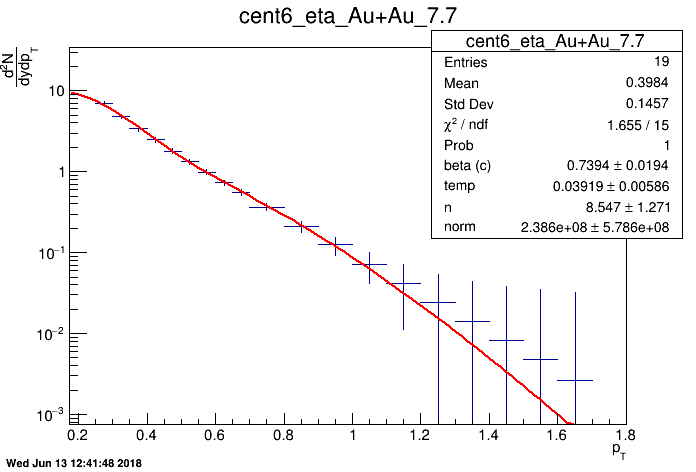 cent6_eta_Au+Au_7.7
d²N
dydp_T
cent6_eta_Au+Au_7.7
Entries 19
Mean 0.3984
Std Dev 0.1457
χ² / ndf 1.655 / 15
Prob 1
beta (c) 0.7394 ± 0.0194
temp 0.03919 ± 0.00586
n 8.547 ± 1.271
norm 2.386e+08 ± 5.786e+08
10
1
10⁻¹
10⁻²
10⁻³
0.2 0.4 0.6 0.8 1 1.2 1.4 1.6 1.8
p_T
Wed Jun 13 12:41:48 2018